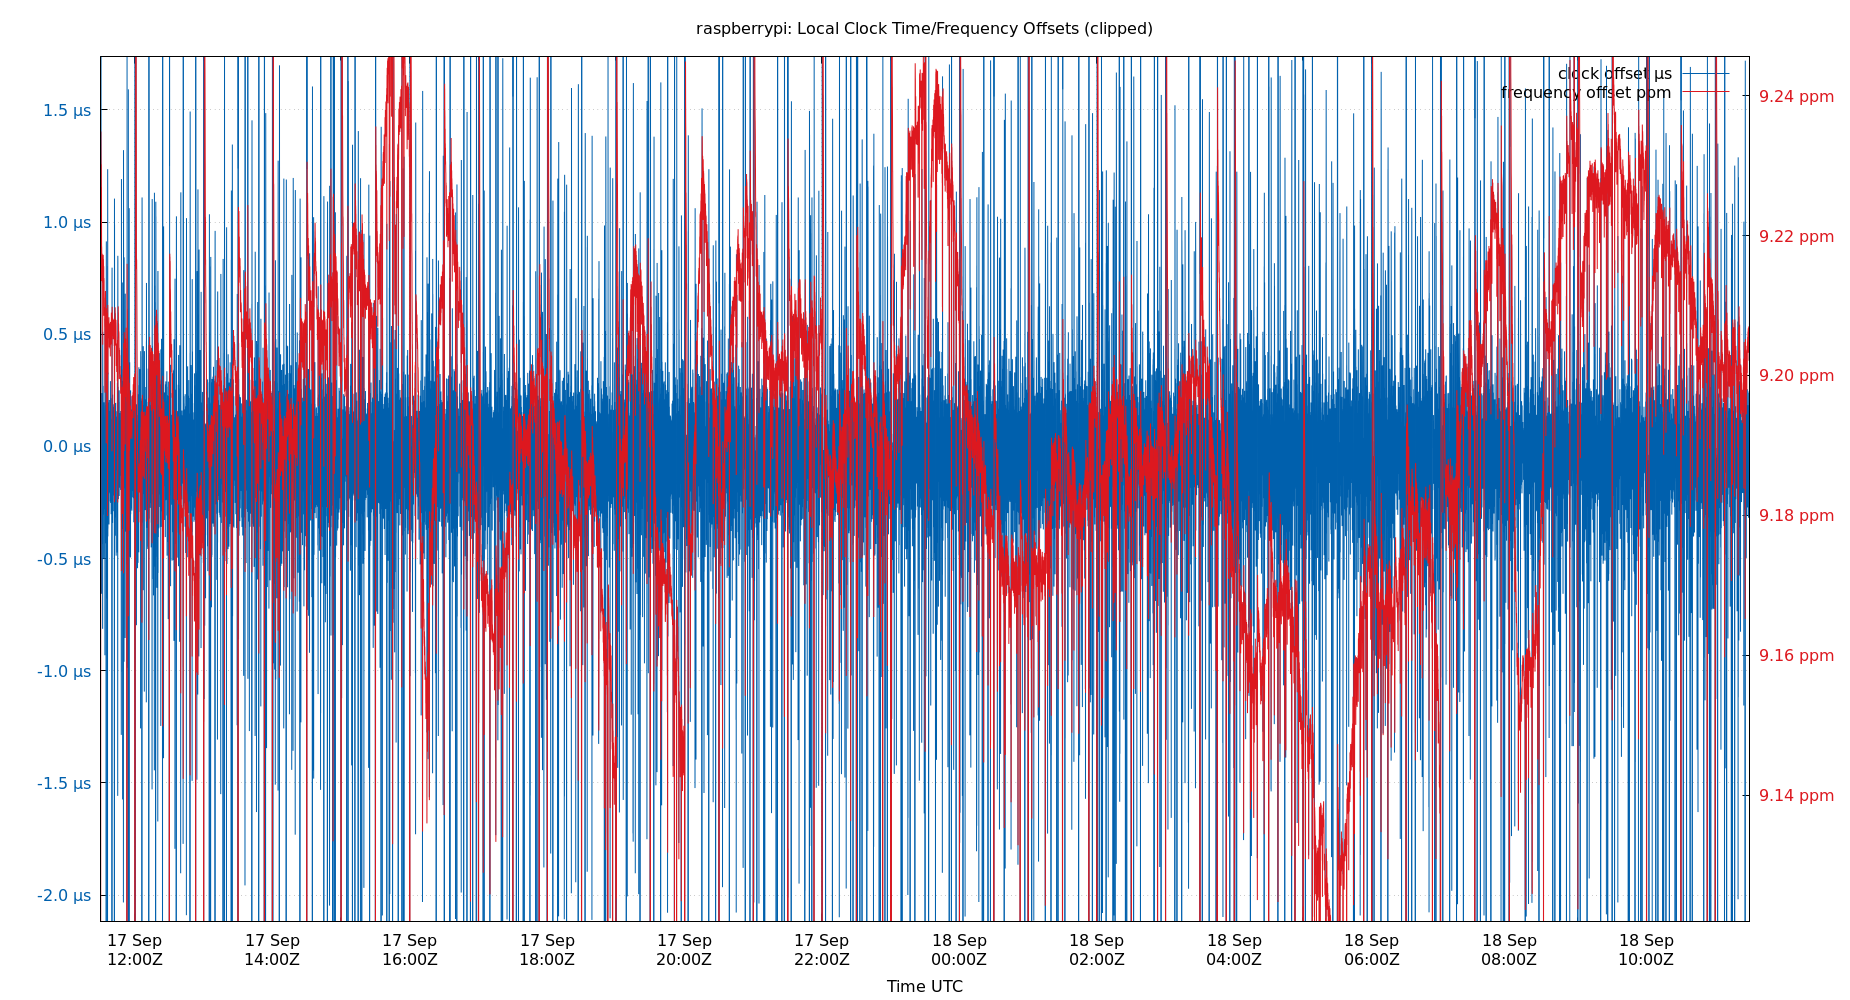 raspberrypi: Local Clock Time/Frequency Offsets (clipped)
clock offset µs
frequency offset ppm
1.5 µs
1.0 µs
0.5 µs
0.0 µs
-0.5 µs
-1.0 µs
-1.5 µs
-2.0 µs
9.24 ppm
9.22 ppm
9.20 ppm
9.18 ppm
9.16 ppm
9.14 ppm
17 Sep 17 Sep 17 Sep 17 Sep 17 Sep 17 Sep 18 Sep 18 Sep 18 Sep 18 Sep 18 Sep 18 Sep
12:00Z 14:00Z 16:00Z 18:00Z 20:00Z 22:00Z 00:00Z 02:00Z 04:00Z 06:00Z 08:00Z 10:00Z
Time UTC